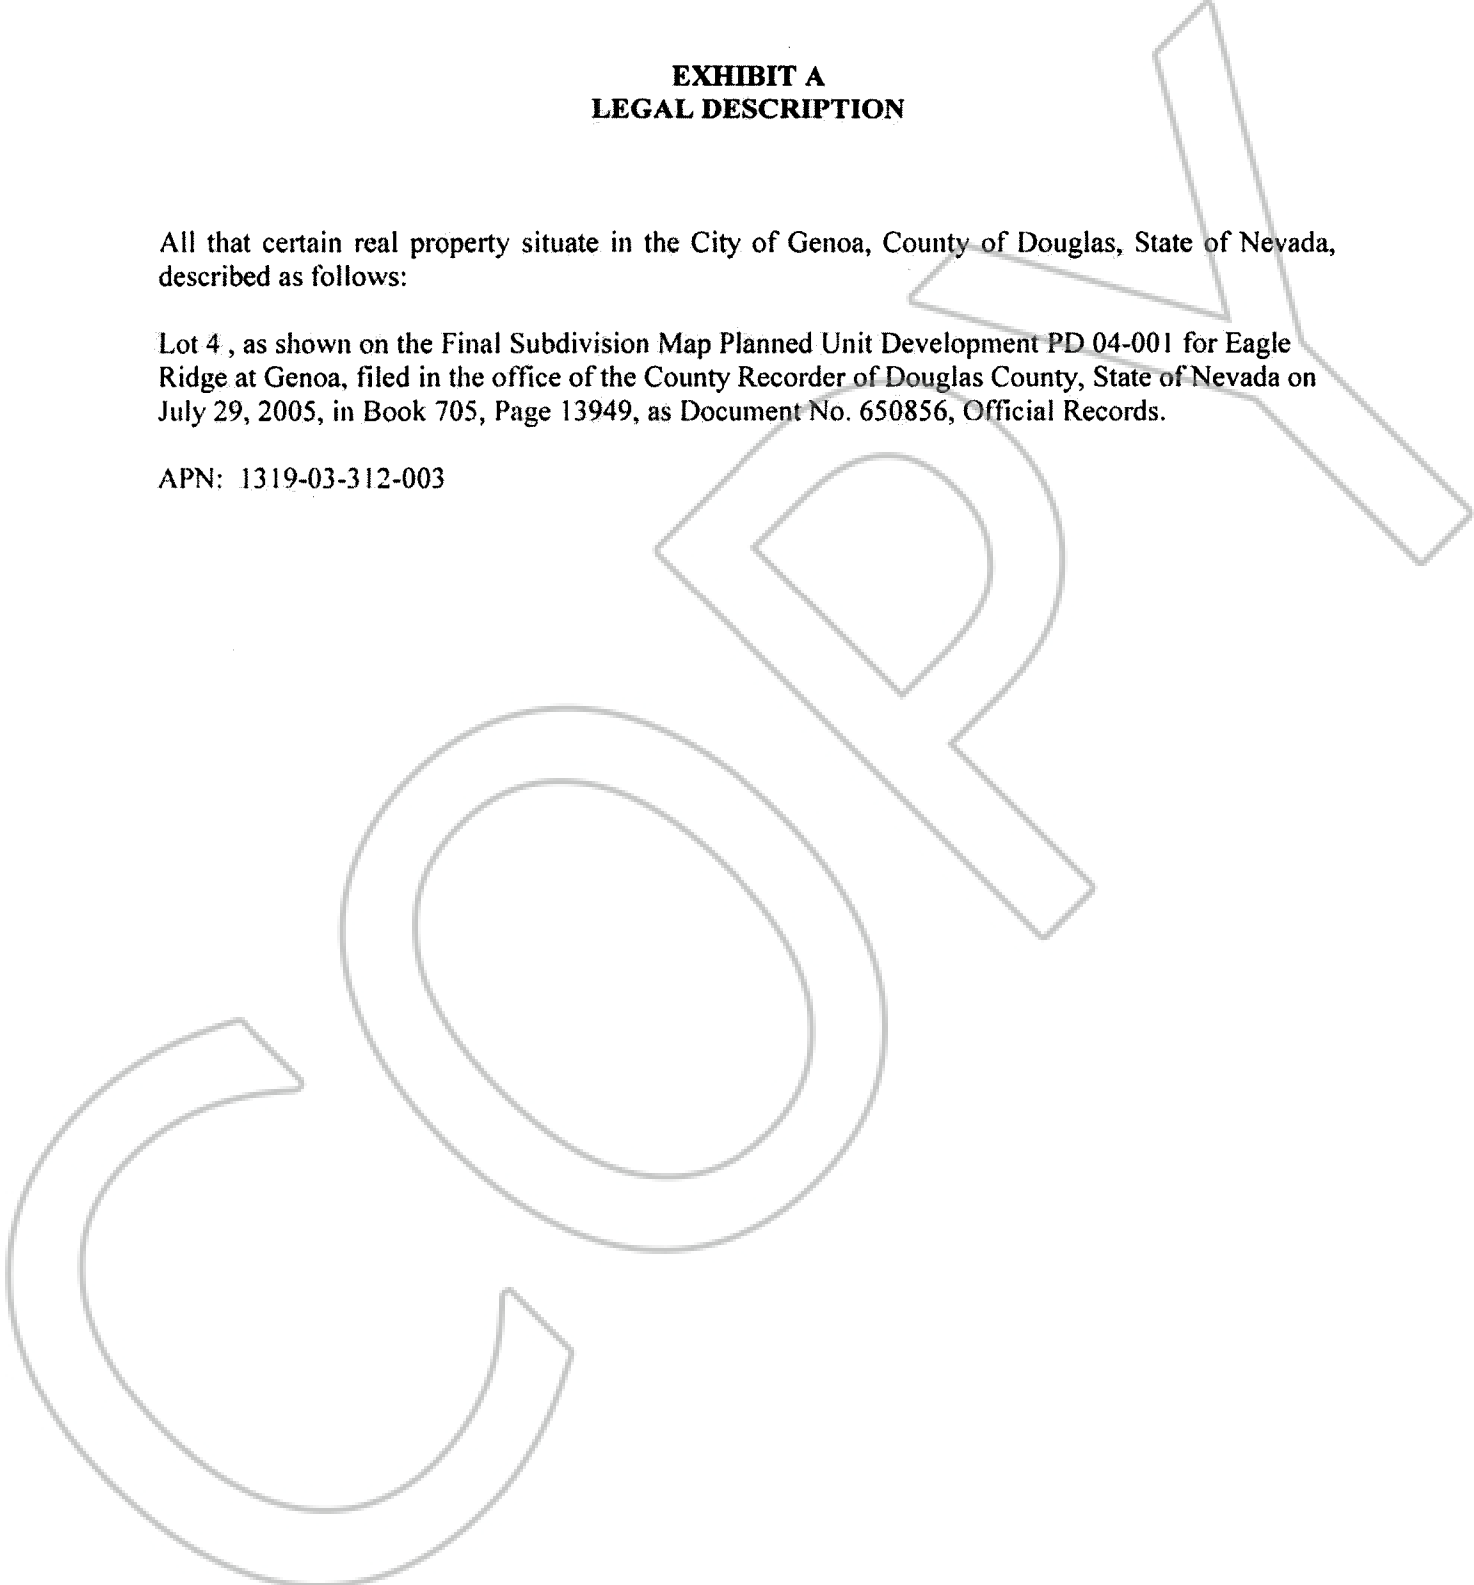 EXHIBIT A
LEGAL DESCRIPTION
All that certain real property situate in the City of Genoa, County of Douglas, State of Nevada,
described as follows:
Lot 4 , as shown on the Final Subdivision Map Planned Unit Development PD 04-001 for Eagle
Ridge at Genoa, filed in the office of the County Recorder of Douglas County, State of Nevada on
July 29, 2005, in Book 705, Page 13949, as Document No. 650856, Official Records.
APN: 1319-03-312-003
COPY